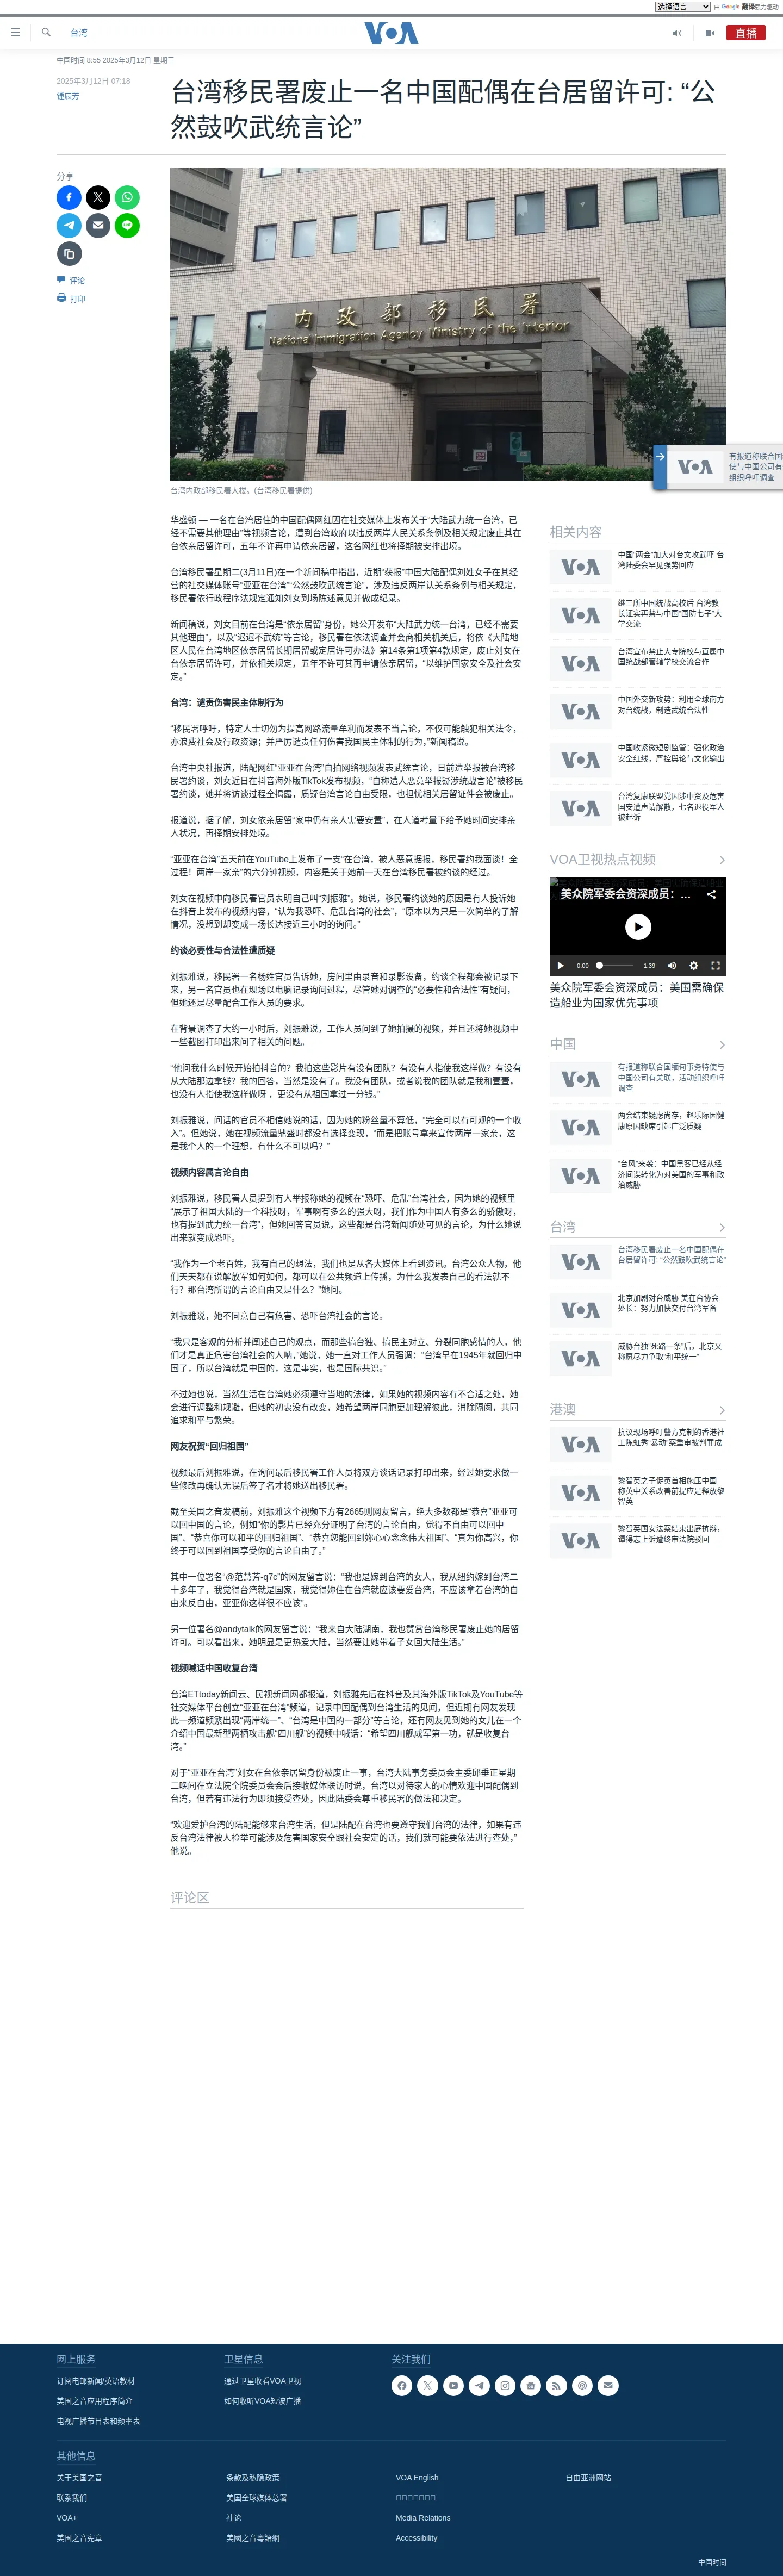 选择语言
由 Google 翻译强力驱动
台湾
VOA
直播
中国时间 8:55 2025年3月12日 星期三
2025年3月12日 07:18
锺辰芳
台湾移民署废止一名中国配偶在台居留许可: “公
然鼓吹武统言论”
分享
评论
打印
内政部移民署
National Immigration Agency Ministry of the Interior
台湾内政部移民署大楼。(台湾移民署提供)
有报道称联合国
使与中国公司有
组织呼吁调查
华盛顿 — 一名在台湾居住的中国配偶网红因在社交媒体上发布关于“大陆武力统一台湾，已
经不需要其他理由”等视频言论，遭到台湾政府以违反两岸人民关系条例及相关规定废止其在
台依亲居留许可，五年不许再申请依亲居留，这名网红也将择期被安排出境。
台湾移民署星期二(3月11日)在一个新闻稿中指出，近期“获报”中国大陆配偶刘姓女子在其经
营的社交媒体账号“亚亚在台湾”“公然鼓吹武统言论”，涉及违反两岸认关系条例与相关规定，
移民署依行政程序法规定通知刘女到场陈述意见并做成纪录。
新闻稿说，刘女目前在台湾是“依亲居留”身份，她公开发布“大陆武力统一台湾，已经不需要
其他理由”，以及“迟迟不武统”等言论，移民署在依法调查并会商相关机关后，将依《大陆地
区人民在台湾地区依亲居留长期居留或定居许可办法》第14条第1项第4款规定，废止刘女在
台依亲居留许可，并依相关规定，五年不许可其再申请依亲居留，“以维护国家安全及社会安
定。”
台湾：谴责伤害民主体制行为
“移民署呼吁，特定人士切勿为提高网路流量牟利而发表不当言论，不仅可能触犯相关法令，
亦浪费社会及行政资源；并严厉谴责任何伤害我国民主体制的行为，”新闻稿说。
台湾中央社报道，陆配网红“亚亚在台湾”自拍网络视频发表武统言论，日前遭举报被台湾移
民署约谈，刘女近日在抖音海外版TikTok发布视频，“自称遭人恶意举报疑涉统战言论”被移民
署约谈，她并将访谈过程全揭露，质疑台湾言论自由受限，也担忧相关居留证件会被废止。
报道说，据了解，刘女依亲居留“家中仍有亲人需要安置”，在人道考量下给予她时间安排亲
人状况，再择期安排处境。
“亚亚在台湾”五天前在YouTube上发布了一支“在台湾，被人恶意据报，移民署约我面谈！全
过程！两岸一家亲”的六分钟视频，内容是关于她前一天在台湾移民署被约谈的经过。
刘女在视频中向移民署官员表明自己叫“刘振雅”。她说，移民署约谈她的原因是有人投诉她
在抖音上发布的视频内容，“认为我恐吓、危乱台湾的社会”，“原本以为只是一次简单的了解
情况，没想到却变成一场长达接近三小时的询问。”
约谈必要性与合法性遭质疑
刘振雅说，移民署一名杨姓官员告诉她，房间里由录音和录影设备，约谈全程都会被记录下
来，另一名官员也在现场以电脑记录询问过程，尽管她对调查的“必要性和合法性”有疑问，
但她还是尽量配合工作人员的要求。
在背景调查了大约一小时后，刘振雅说，工作人员问到了她拍摄的视频，并且还将她视频中
一些截图打印出来问了相关的问题。
“他问我什么时候开始拍抖音的？我拍这些影片有没有团队？有没有人指使我这样做？有没有
从大陆那边拿钱？我的回答，当然是没有了。我没有团队，或者说我的团队就是我和壹壹，
也没有人指使我这样做呀 ，更没有从祖国拿过一分钱。”
刘振雅说，问话的官员不相信她说的话，因为她的粉丝量不算低，“完全可以有可观的一个收
入”。但她说，她在视频流量鼎盛时都没有选择变现，“而是把账号拿来宣传两岸一家亲，这
是我个人的一个理想，有什么不可以吗？”
视频内容属言论自由
刘振雅说，移民署人员提到有人举报称她的视频在“恐吓、危乱”台湾社会，因为她的视频里
“展示了祖国大陆的一个科技呀，军事啊有多么的强大呀，我们作为中国人有多么的骄傲呀，
也有提到武力统一台湾”，但她回答官员说，这些都是台湾新闻随处可见的言论，为什么她说
出来就变成恐吓。
“我作为一个老百姓，我有自己的想法，我们也是从各大媒体上看到资讯。台湾公众人物，他
们天天都在说解放军如何如何，都可以在公共频道上传播，为什么我发表自己的看法就不
行？那台湾所谓的言论自由又是什么？”她问。
刘振雅说，她不同意自己有危害、恐吓台湾社会的言论。
“我只是客观的分析并阐述自己的观点，而那些搞台独、搞民主对立、分裂同胞感情的人，他
们才是真正危害台湾社会的人呐，”她说，她一直对工作人员强调：“台湾早在1945年就回归中
国了，所以台湾就是中国的，这是事实，也是国际共识。”
不过她也说，当然生活在台湾她必须遵守当地的法律，如果她的视频内容有不合适之处，她
会进行调整和规避，但她的初衷没有改变，她希望两岸同胞更加理解彼此，消除隔阂，共同
追求和平与繁荣。
网友祝贺“回归祖国”
视频最后刘振雅说，在询问最后移民署工作人员将双方谈话记录打印出来，经过她要求做一
些修改再确认无误后签了名才将她送出移民署。
截至美国之音发稿前，刘振雅这个视频下方有2665则网友留言，绝大多数都是“恭喜”亚亚可
以回中国的言论，例如“你的影片已经充分证明了台湾的言论自由，觉得不自由可以回中
国”、“恭喜你可以和平的回归祖国”、“恭喜您能回到妳心心念念伟大祖国”、“真为你高兴，你
终于可以回到祖国享受你的言论自由了。”
其中一位署名“@范慧芳-q7c”的网友留言说：“我也是嫁到台湾的女人，我从纽约嫁到台湾二
十多年了，我觉得台湾就是国家，我觉得妳住在台湾就应该要爱台湾，不应该拿着台湾的自
由来反自由，亚亚你这样很不应该”。
另一位署名@andytalk的网友留言说：“我来自大陆湖南，我也赞赏台湾移民署废止她的居留
许可。可以看出来，她明显是更热爱大陆，当然要让她带着子女回大陆生活。”
视频喊话中国收复台湾
台湾ETtoday新闻云、民视新闻网都报道，刘振雅先后在抖音及其海外版TikTok及YouTube等
社交媒体平台创立“亚亚在台湾”频道，记录中国配偶到台湾生活的见闻，但近期有网友发现
此一频道频繁出现“两岸统一”、“台湾是中国的一部分”等言论，还有网友见到她的女儿在一个
介绍中国最新型两栖攻击舰“四川舰”的视频中喊话：“希望四川舰成军第一功，就是收复台
湾。”
对于“亚亚在台湾”刘女在台依亲居留身份被废止一事，台湾大陆事务委员会主委邱垂正星期
二晚间在立法院全院委员会会后接收媒体联访时说，台湾以对待家人的心情欢迎中国配偶到
台湾，但若有违法行为即须接受查处，因此陆委会尊重移民署的做法和决定。
“欢迎爱护台湾的陆配能够来台湾生活，但是陆配在台湾也要遵守我们台湾的法律，如果有违
反台湾法律被人检举可能涉及危害国家安全跟社会安定的话，我们就可能要依法进行查处，”
他说。
评论区
相关内容
中国“两会”加大对台文攻武吓 台
湾陆委会罕见强势回应
继三所中国统战高校后 台湾教
长证实再禁与中国“国防七子”大
学交流
台湾宣布禁止大专院校与直属中
国统战部管辖学校交流合作
中国外交新攻势：利用全球南方
对台统战，制造武统合法性
中国收紧微短剧监管：强化政治
安全红线，严控舆论与文化输出
台湾复康联盟党因涉中资及危害
国安遭声请解散，七名退役军人
被起诉
VOA卫视热点视频
美众院军委会资深成员：...
0:00
1:39
美众院军委会资深成员：美国需确保
造船业为国家优先事项
中国
有报道称联合国缅甸事务特使与
中国公司有关联，活动组织呼吁
调查
两会结束疑虑尚存，赵乐际因健
康原因缺席引起广泛质疑
“台风”来袭：中国黑客已经从经
济间谍转化为对美国的军事和政
治威胁
台湾
台湾移民署废止一名中国配偶在
台居留许可: “公然鼓吹武统言论”
北京加剧对台威胁 美在台协会
处长：努力加快交付台湾军备
威胁台独“死路一条”后，北京又
称愿尽力争取“和平统一”
港澳
抗议现场呼吁警方克制的香港社
工陈虹秀“暴动”案重审被判罪成
黎智英之子促英首相施压中国
称英中关系改善前提应是释放黎
智英
黎智英国安法案结束出庭抗辩，
谭得志上诉遭终审法院驳回
网上服务
订阅电邮新闻/英语教材
美国之音应用程序简介
电视广播节目表和频率表
卫星信息
通过卫星收看VOA卫视
如何收听VOA短波广播
关注我们
其他信息
关于美国之音
联系我们
VOA+
美国之音宪章
条款及私隐政策
美国全球媒体总署
社论
美國之音粵語網
VOA English
Media Relations
Accessibility
自由亚洲网站
中国时间